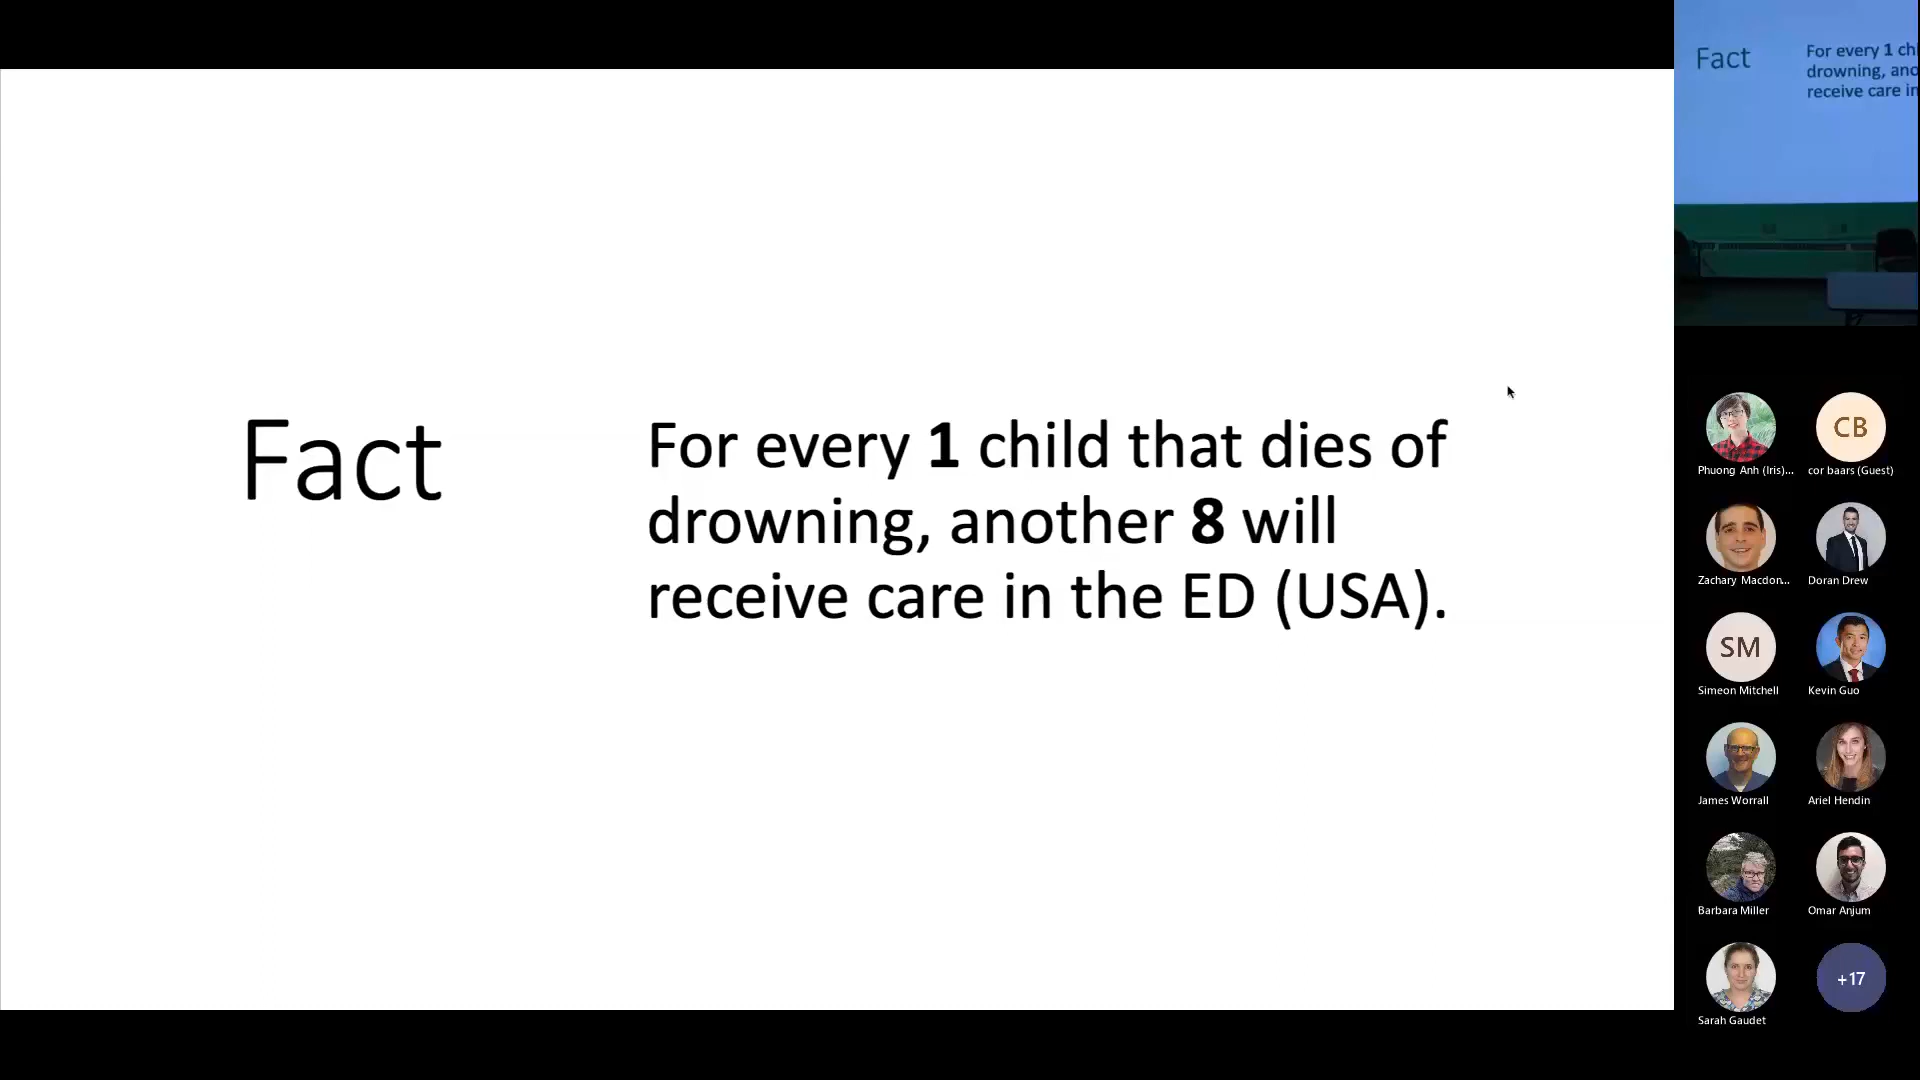 Fact
For every 1 child that dies of
drowning, another 8 will
receive care in the ED (USA).
Fact
For every 1 chi
drowning, ano
receive care in
Phuong Anh (Iris)...
CB
cor baars (Guest)
Zachary Macdon...
Doran Drew
SM
Simeon Mitchell
Kevin Guo
James Worrall
Ariel Hendin
Barbara Miller
Omar Anjum
Sarah Gaudet
+17